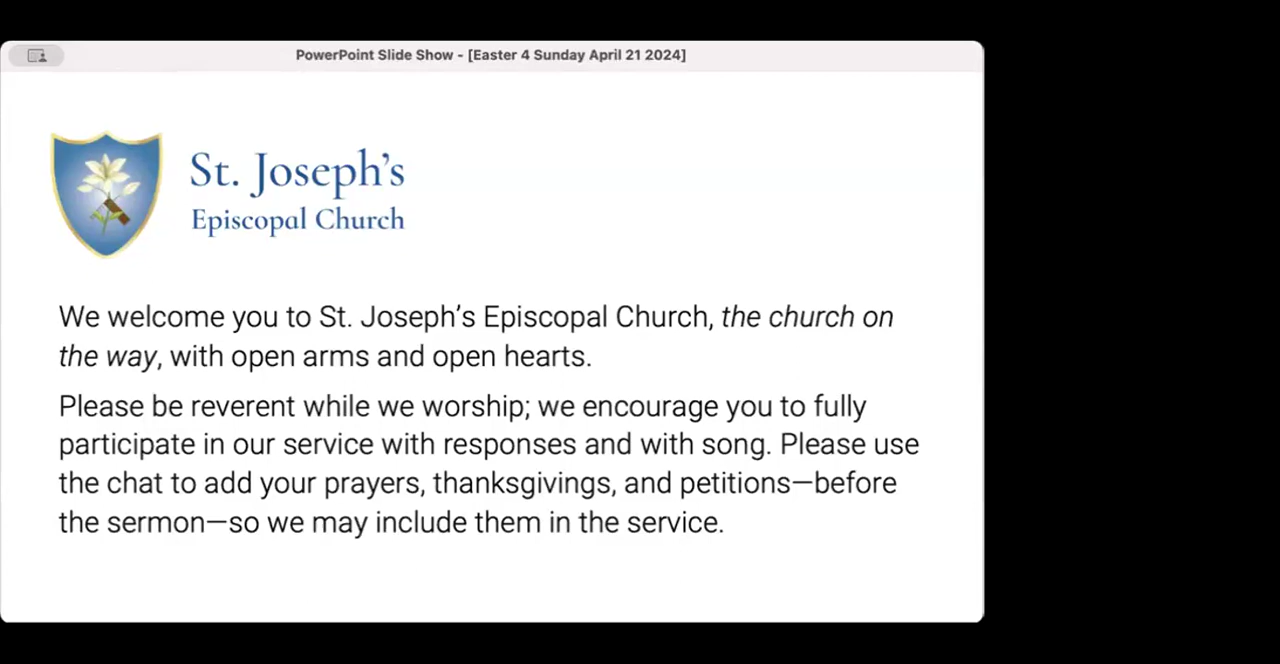 PowerPoint Slide Show - [Easter 4 Sunday April 21 2024]
St. Joseph's
Episcopal Church
We welcome you to St. Joseph's Episcopal Church, the church on
the way, with open arms and open hearts.
Please be reverent while we worship; we encourage you to fully
participate in our service with responses and with song. Please use
the chat to add your prayers, thanksgivings, and petitions—before
the sermon—so we may include them in the service.